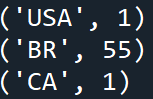 ('USA', 1)
('BR', 55)
('CA', 1)